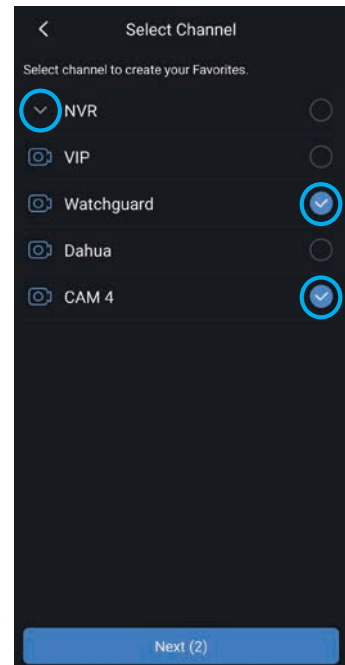 Select Channel
Select channel to create your Favorites.
NVR
VIP
Watchguard
Dahua
CAM 4
Next (2)